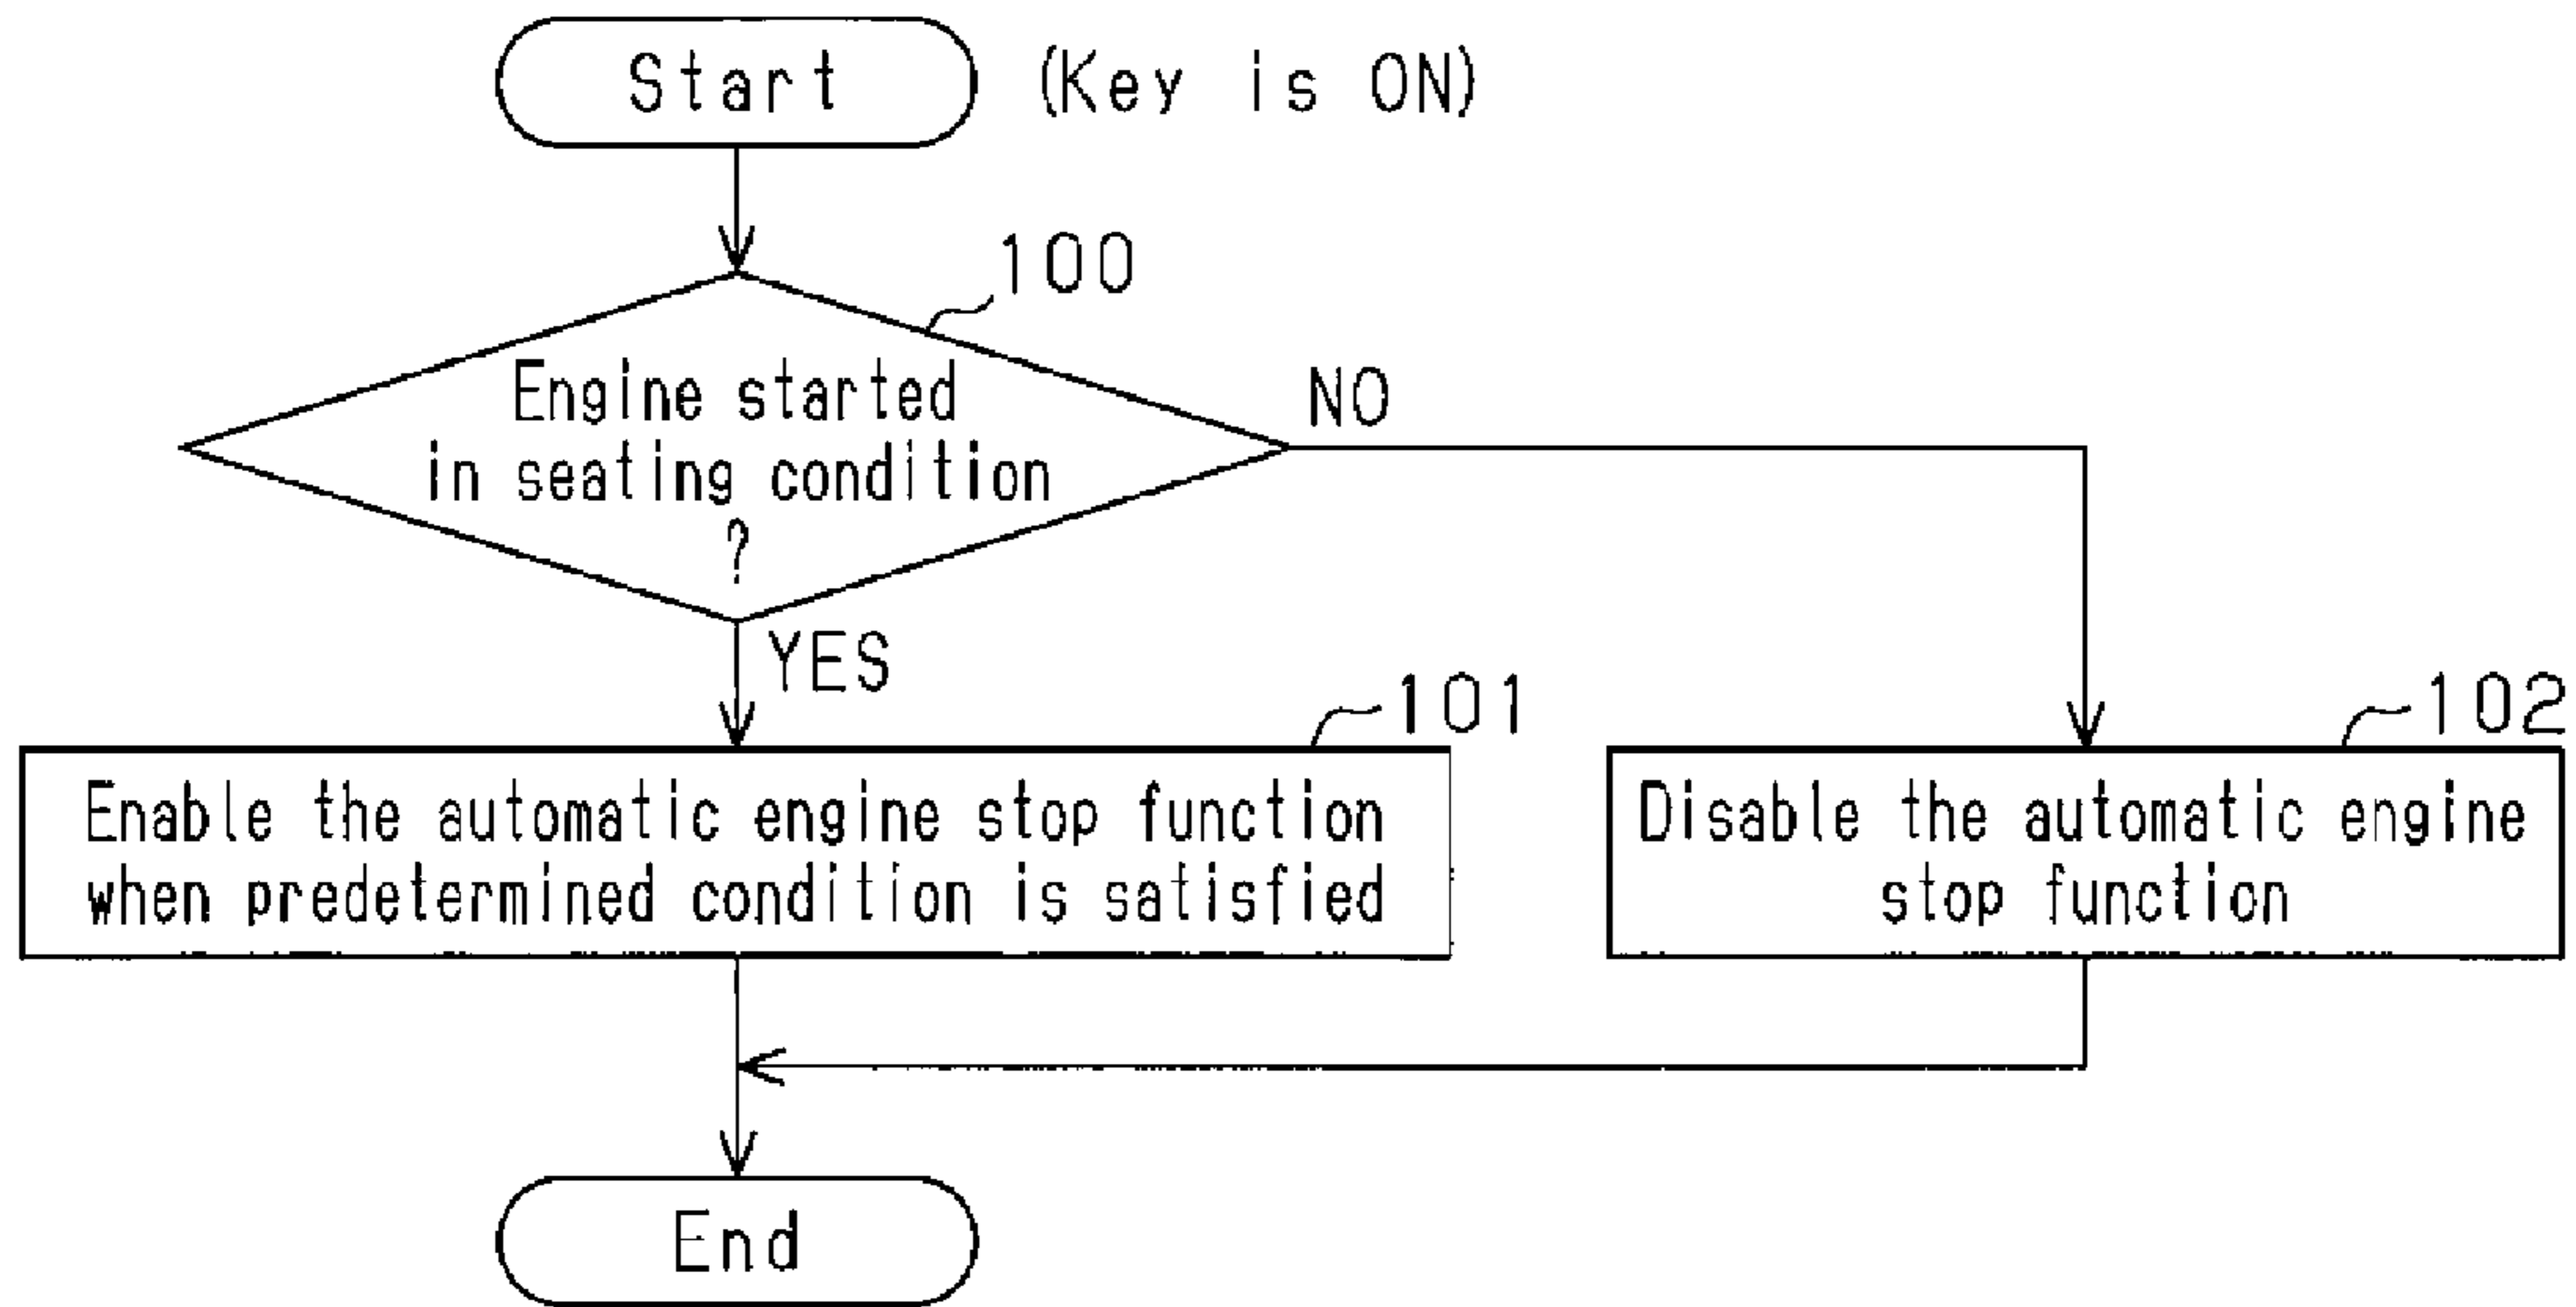 Start (Key is ON)
100
Engine started
in seating condition
?
NO
YES
101
Enable the automatic engine stop function
when predetermined condition is satisfied
102
Disable the automatic engine
stop function
End